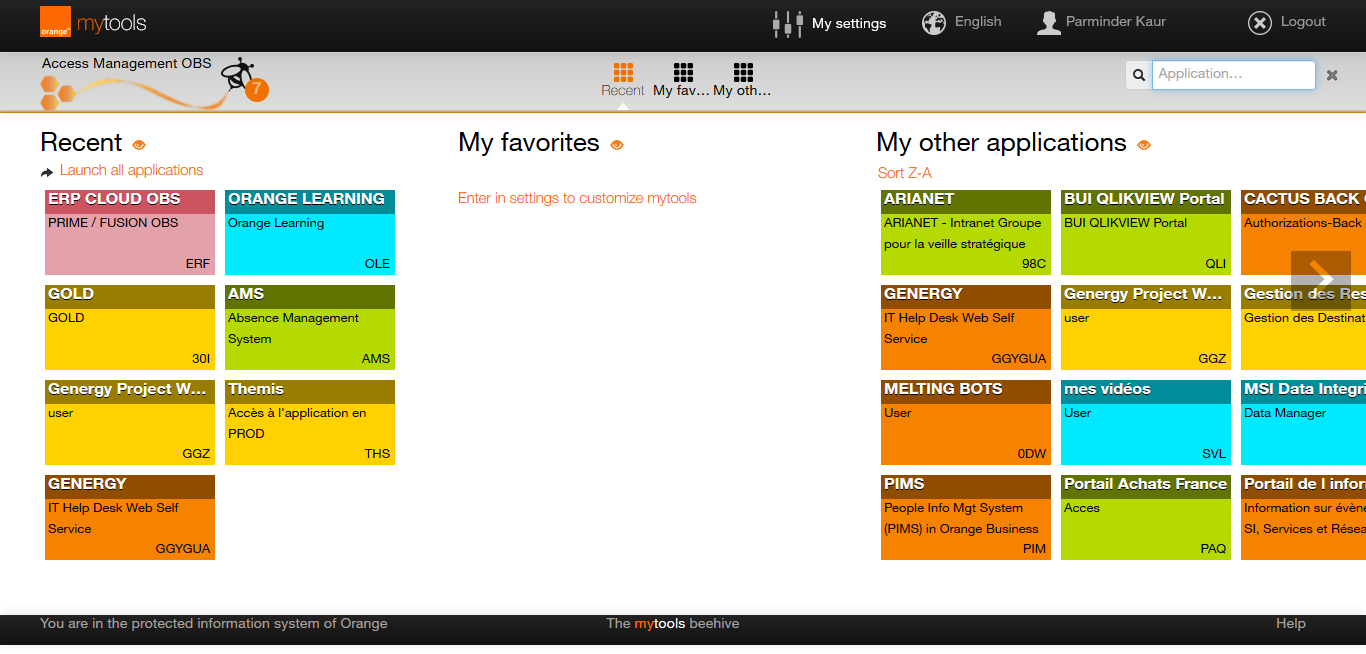 orange™
mytools
My settings
English
Parminder Kaur
Logout
Access Management OBS
7
Recent
My fav...
My oth...
Application...
Recent
Launch all applications
ERP CLOUD OBS
PRIME / FUSION OBS
ERF
ORANGE LEARNING
Orange Learning
OLE
GOLD
GOLD
30I
AMS
Absence Management
System
AMS
Genergy Project W...
user
GGZ
Themis
Accès à l'application en
PROD
THS
GENERGY
IT Help Desk Web Self
Service
GGYGUA
My favorites
Enter in settings to customize mytools
My other applications
Sort Z-A
ARIANET
ARIANET - Intranet Groupe
pour la veille stratégique
98C
BUI QLIKVIEW Portal
BUI QLIKVIEW Portal
QLI
CACTUS BACK
Authorizations-Back
GENERGY
IT Help Desk Web Self
Service
GGYGUA
Genergy Project W...
user
GGZ
Gestion des Res
Gestion des Destinat
MELTING BOTS
User
0DW
mes vidéos
User
SVL
MSI Data Integri
Data Manager
PIMS
People Info Mgt System
(PIMS) in Orange Business
PIM
Portail Achats France
Acces
PAQ
Portail de l infor
Information sur évène
SI, Services et Résea
You are in the protected information system of Orange
The mytools beehive
Help